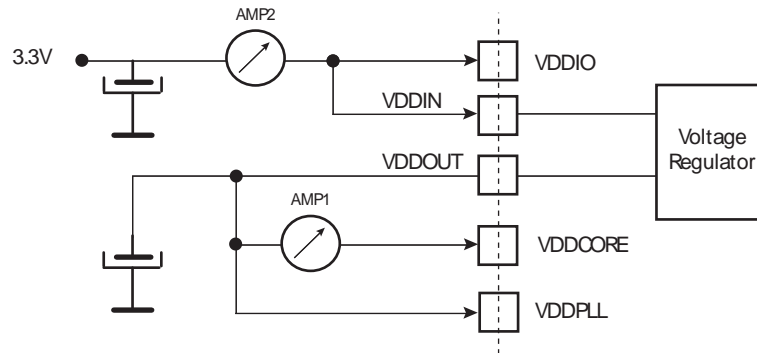 AMP2
3.3V
VDDIO
VDDIN
Voltage
Regulator
VDDOUT
AMP1
VDDCORE
VDDPLL